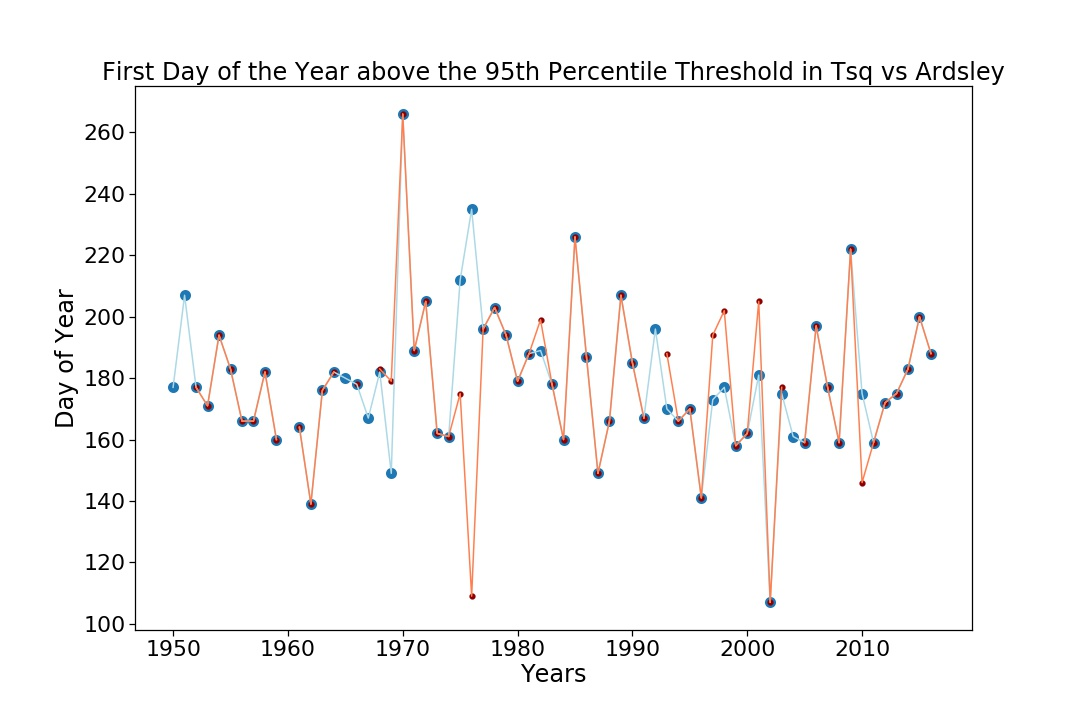 First Day of the Year above the 95th Percentile Threshold in Tsq vs Ardsley
260
240
220
200
180
160
140
120
100
Day of Year
1950 1960 1970 1980 1990 2000 2010
Years